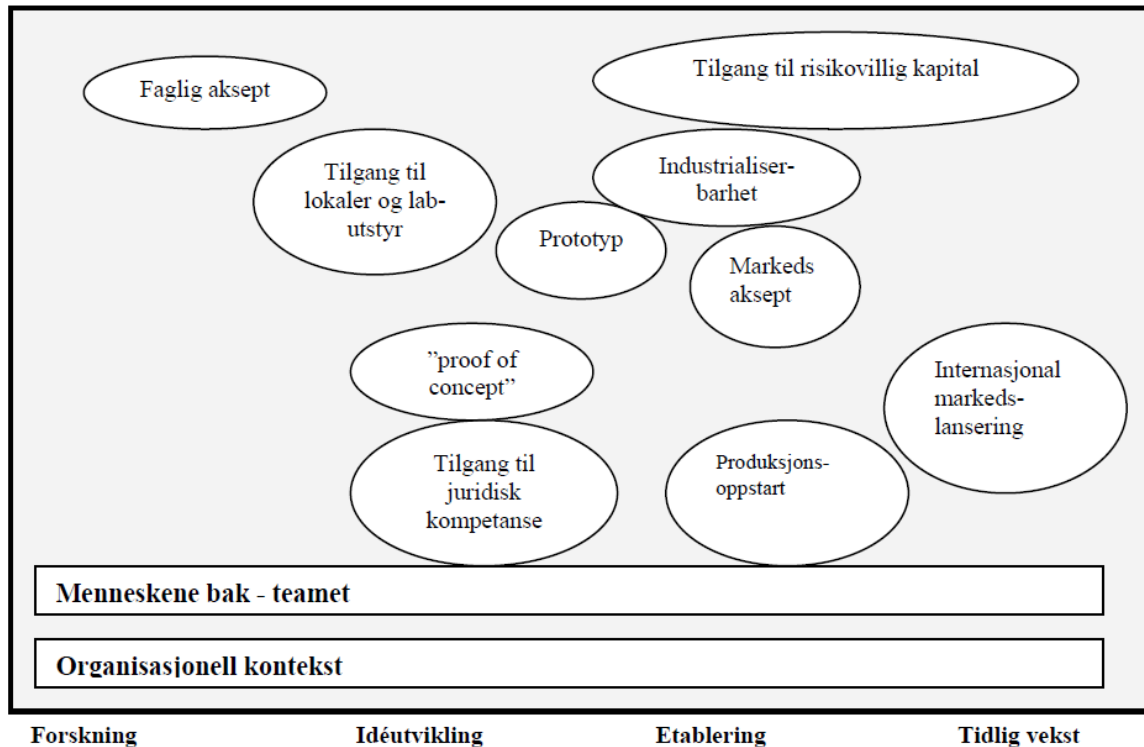 Faglig aksept
Tilgang til risikovillig kapital
Tilgang til
lokaler og lab-
utstyr
Industrialiser-
barhet
Prototyp
Markeds
aksept
”proof of
concept”
Internasjonal
markeds-
lansering
Tilgang til
juridisk
kompetanse
Produksjons-
oppstart
Menneskene bak - teamet
Organisasjonell kontekst
Forskning
Idéutvikling
Etablering
Tidlig vekst